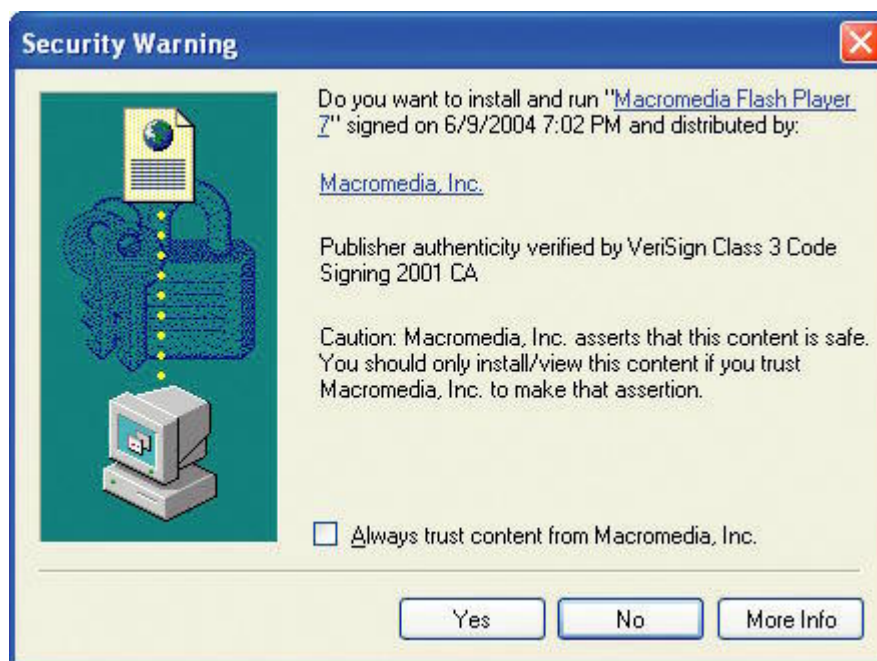 Security Warning
Do you want to install and run "Macromedia Flash Player
7" signed on 6/9/2004 7:02 PM and distributed by:
Macromedia, Inc.
Publisher authenticity verified by VeriSign Class 3 Code
Signing 2001 CA
Caution: Macromedia, Inc. asserts that this content is safe.
You should only install/view this content if you trust
Macromedia, Inc. to make that assertion.
Always trust content from Macromedia, Inc.
Yes
No
More Info